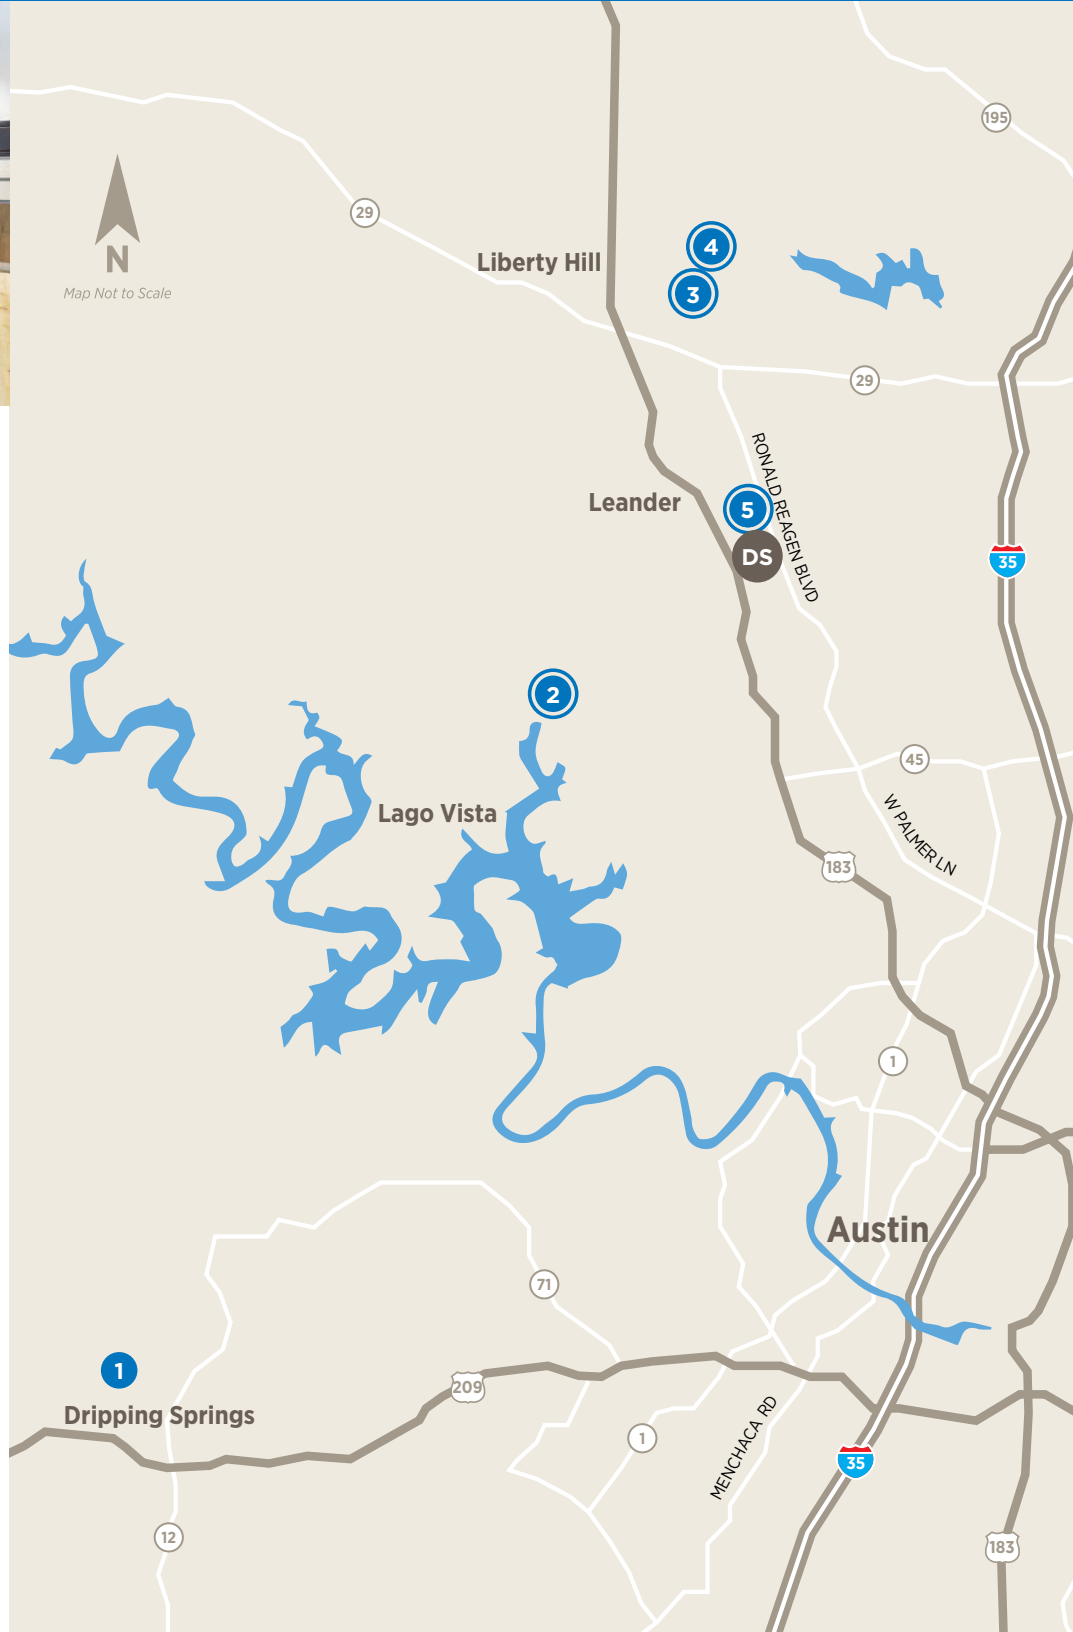 195
29
N
Map Not to Scale
Liberty Hill
4
3
29
RONALD REAGEN BLVD
Leander
5
DS
35
2
45
Lago Vista
W PALMER LN
183
1
Austin
71
1
Dripping Springs
209
MENCHACA RD
1
35
12
183